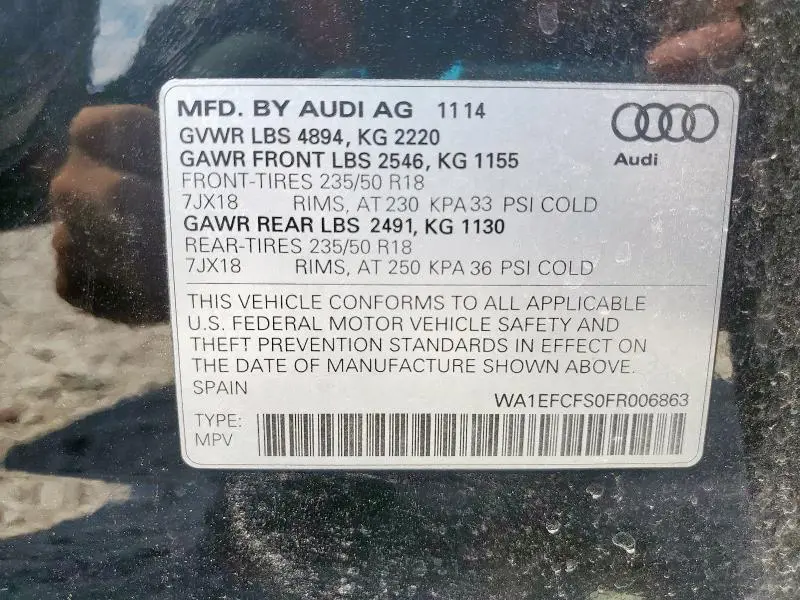 MFD. BY AUDI AG 11 14
GVWR LBS 4894, KG 2220
GAWR FRONT LBS 2546, KG 1155
FRONT-TIRES 235/50 R18
7JX18 RIMS, AT 230 KPA 33 PSI COLD
GAWR REAR LBS 2491, KG 1130
REAR-TIRES 235/50 R18
7JX18 RIMS, AT 250 KPA 36 PSI COLD
Audi
THIS VEHICLE CONFORMS TO ALL APPLICABLE
U.S. FEDERAL MOTOR VEHICLE SAFETY AND
THEFT PREVENTION STANDARDS IN EFFECT ON
THE DATE OF MANUFACTURE SHOWN ABOVE.
SPAIN
WA1EFCFS0FR006863
TYPE:
MPV